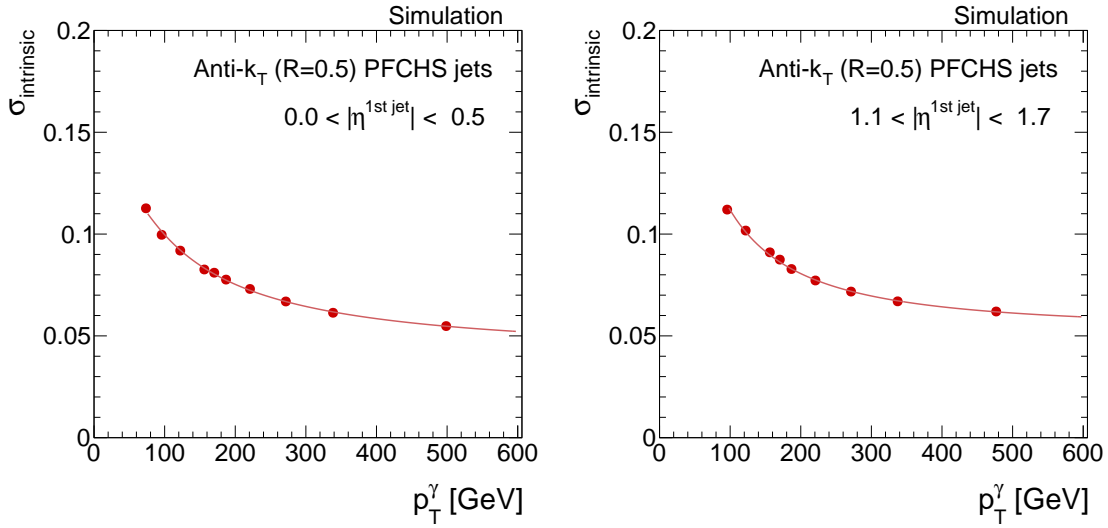 Simulation
σ_intrinsic
0.2
0.15
0.1
0.05
0
Anti-k_T (R=0.5) PFCHS jets
0.0 < |η^{1st jet}| < 0.5
0 100 200 300 400 500 600
p_T^γ [GeV]
Simulation
σ_intrinsic
0.2
0.15
0.1
0.05
0
Anti-k_T (R=0.5) PFCHS jets
1.1 < |η^{1st jet}| < 1.7
0 100 200 300 400 500 600
p_T^γ [GeV]